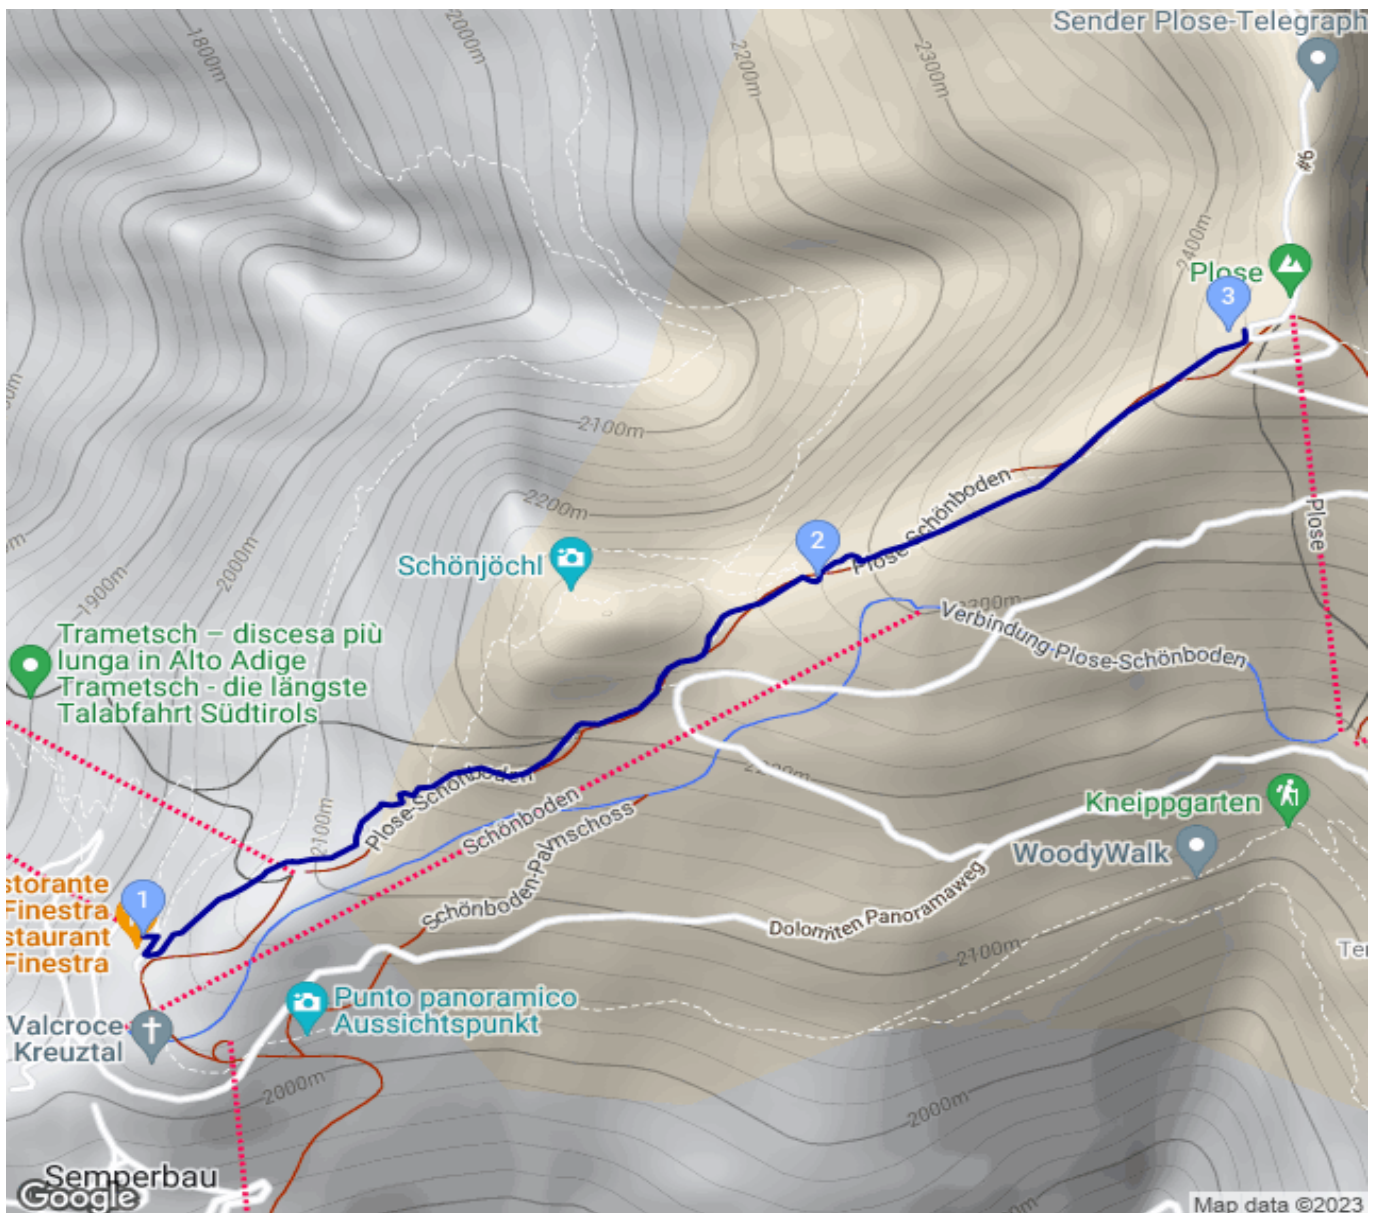 Sender Plose-Telegraph
1800m
2000m
2200m
2300m
#6
2400m
Plose
3
2100m
2200m
2
Plose-Schönboden
Plose
Schönjöchl
2000m
1900m
Trametsch – discesa più
lunga in Alto Adige
Trametsch - die längste
Talabfahrt Südtirols
2300m
Verbindung-Plose-Schönboden
Plose-Schönboden
Schönboden
2200m
Kneippgarten
WoodyWalk
2100m
Schönboden-Palmschoss
storante
Finestra
staurant
Finestra
1
Dolomiten Panoramaweg
2100m
Ter
Punto panoramico
Aussichtspunkt
Valcroce
Kreuztal
2000m
2000m
Semperbau
Google
Map data ©2023